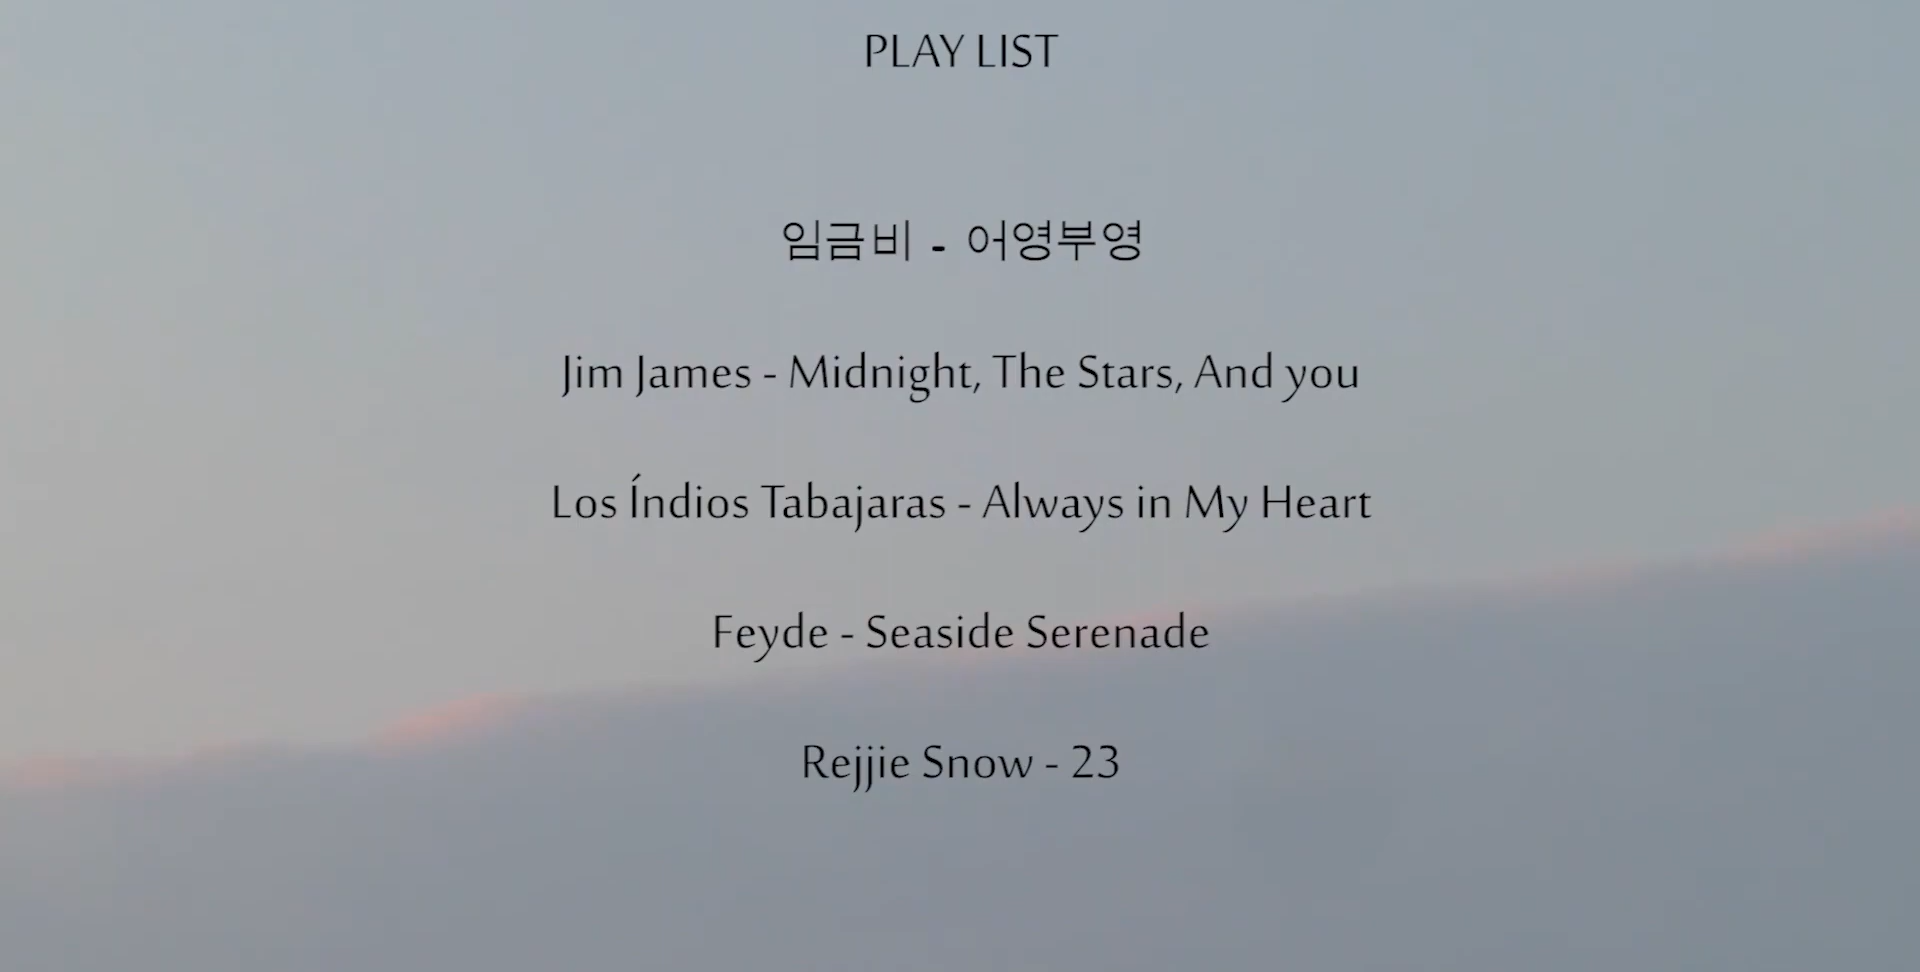 PLAY LIST
임금비 - 어영부영
Jim James - Midnight, The Stars, And you
Los Índios Tabajaras - Always in My Heart
Feyde - Seaside Serenade
Rejjie Snow - 23